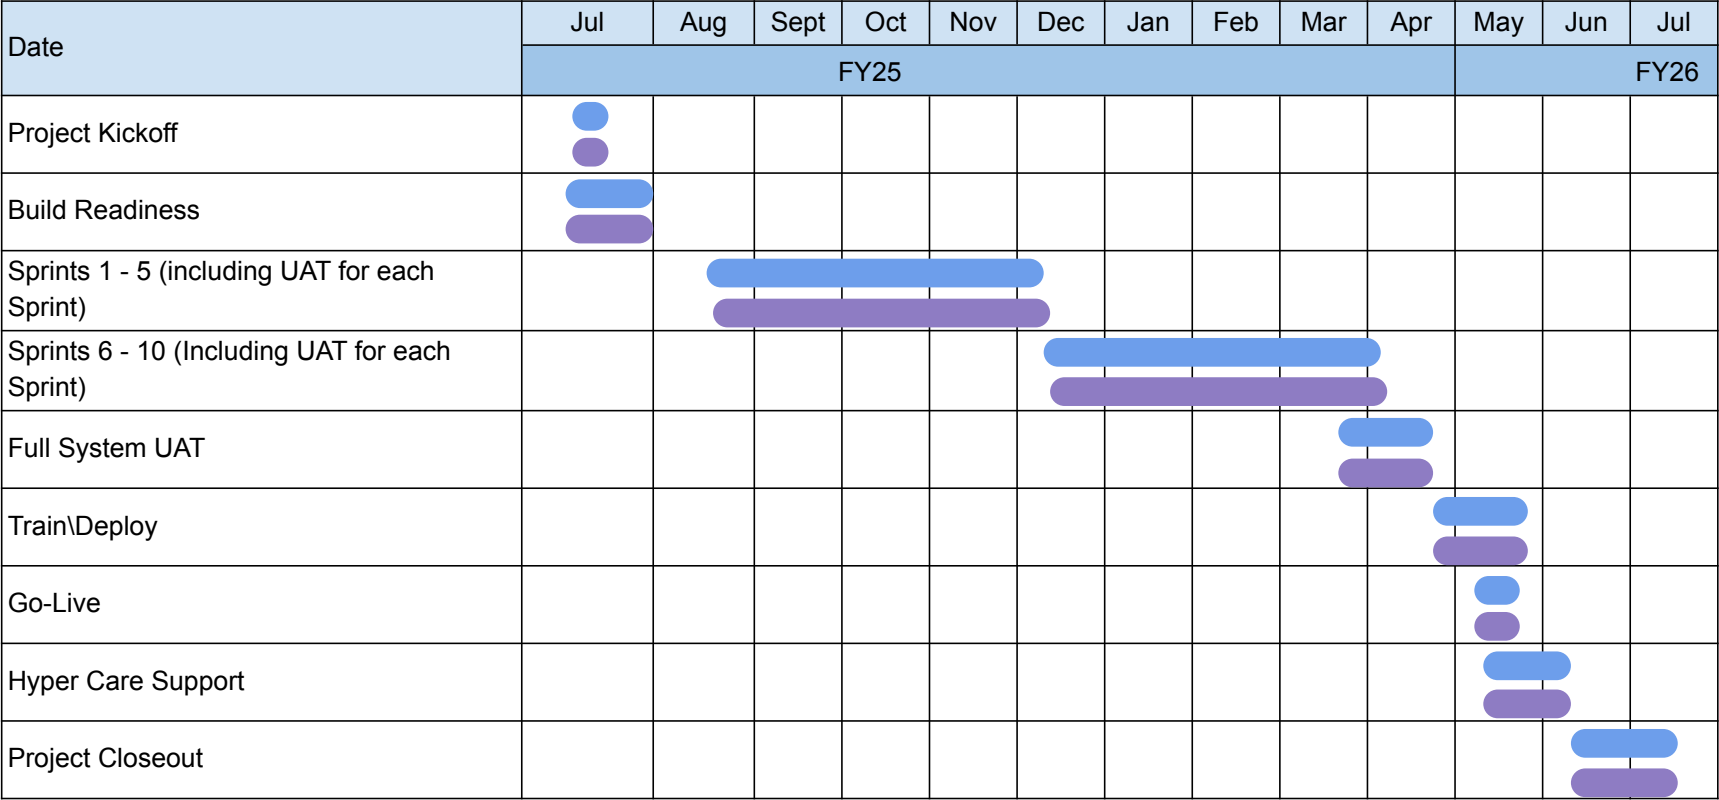 Date
Jul Aug Sept Oct Nov Dec Jan Feb Mar Apr May Jun Jul
FY25 FY26
Project Kickoff
Build Readiness
Sprints 1 - 5 (including UAT for each
Sprint)
Sprints 6 - 10 (Including UAT for each
Sprint)
Full System UAT
Train\Deploy
Go-Live
Hyper Care Support
Project Closeout